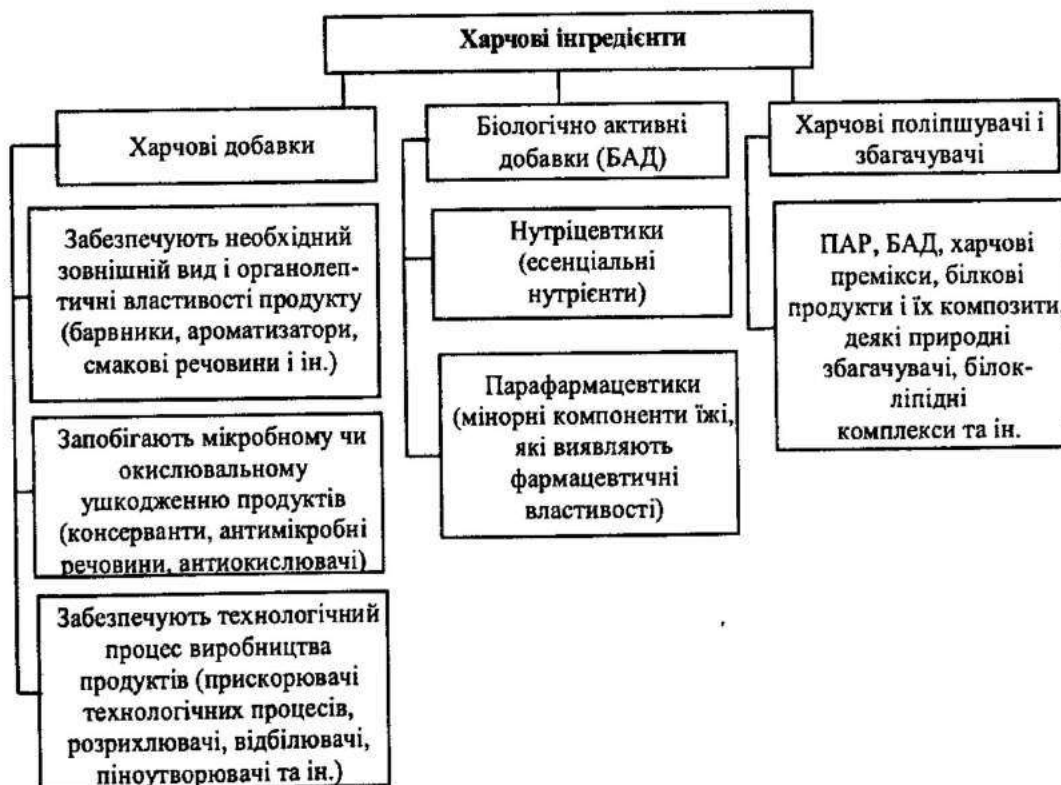 Харчові інгредієнти
Харчові добавки
Забезпечують необхідний
зовнішній вид і органолеп-
тичні властивості продукту
(барвники, ароматизатори,
смакові речовини і ін.)
Запобігають мікробному чи
окислювальному
ушкодженню продуктів
(консерванти, антимікробні
речовини, антиокислювачі)
Забезпечують технологічний
процес виробництва
продуктів (прискорювачі
технологічних процесів,
розрихлювачі, відбілювачі,
піноутворювачі та ін.)
Біологічно активні
добавки (БАД)
Нутріцевтики
(есенціальні
нутрієнти)
Парафармацевтики
(мінорні компоненти їжі,
які виявляють
фармацевтичні
властивості)
Харчові поліпшувачі і
збагачувачі
ПАР, БАД, харчові
премікси, білкові
продукти і їх композити,
деякі природні
збагачувачі, білок-
ліпідні
комплекси та ін.